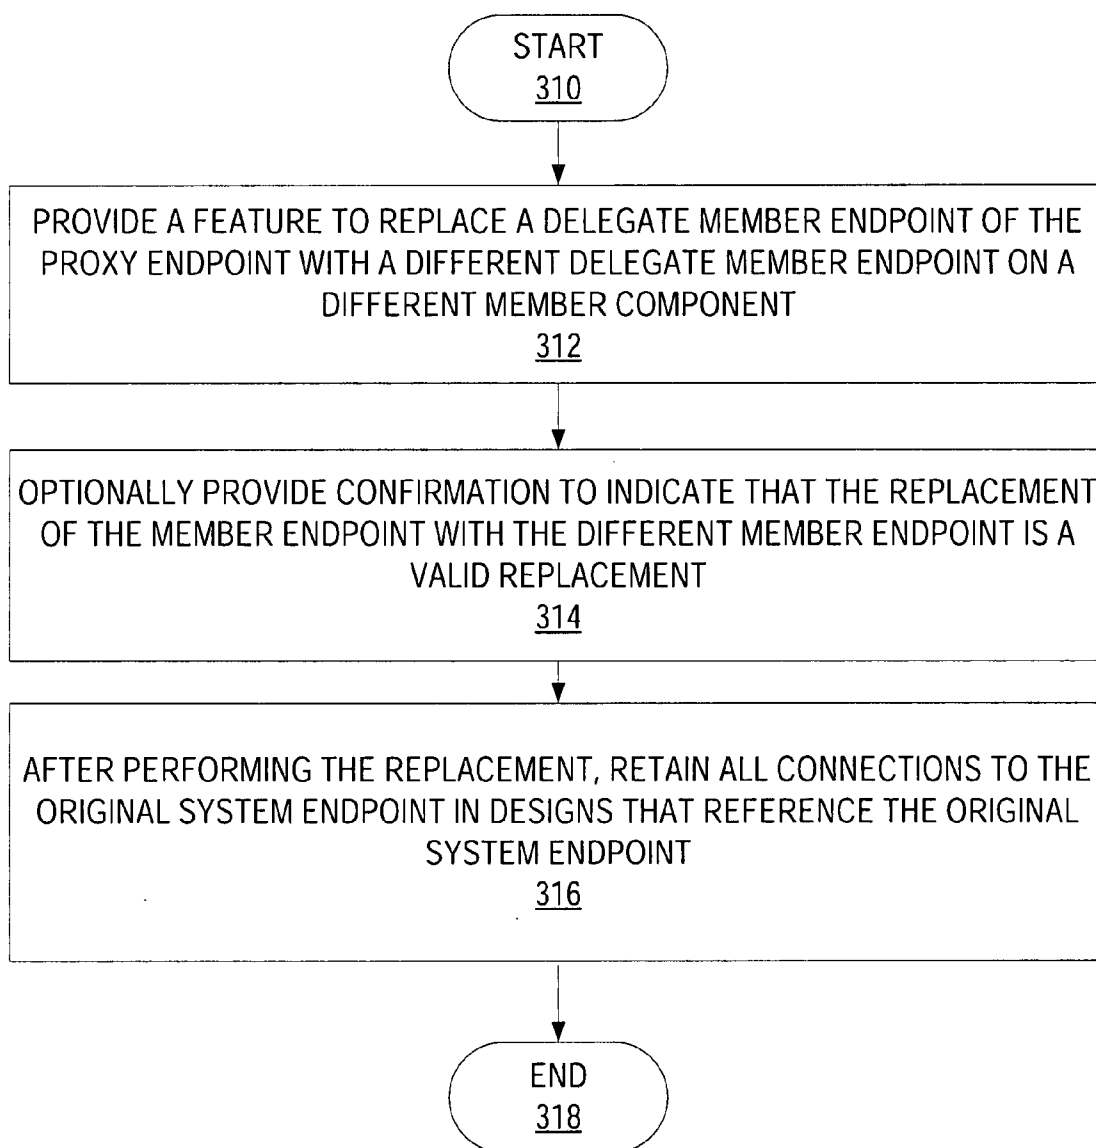 START
310
PROVIDE A FEATURE TO REPLACE A DELEGATE MEMBER ENDPOINT OF THE
PROXY ENDPOINT WITH A DIFFERENT DELEGATE MEMBER ENDPOINT ON A
DIFFERENT MEMBER COMPONENT
312
OPTIONALLY PROVIDE CONFIRMATION TO INDICATE THAT THE REPLACEMENT
OF THE MEMBER ENDPOINT WITH THE DIFFERENT MEMBER ENDPOINT IS A
VALID REPLACEMENT
314
AFTER PERFORMING THE REPLACEMENT, RETAIN ALL CONNECTIONS TO THE
ORIGINAL SYSTEM ENDPOINT IN DESIGNS THAT REFERENCE THE ORIGINAL
SYSTEM ENDPOINT
316
END
318